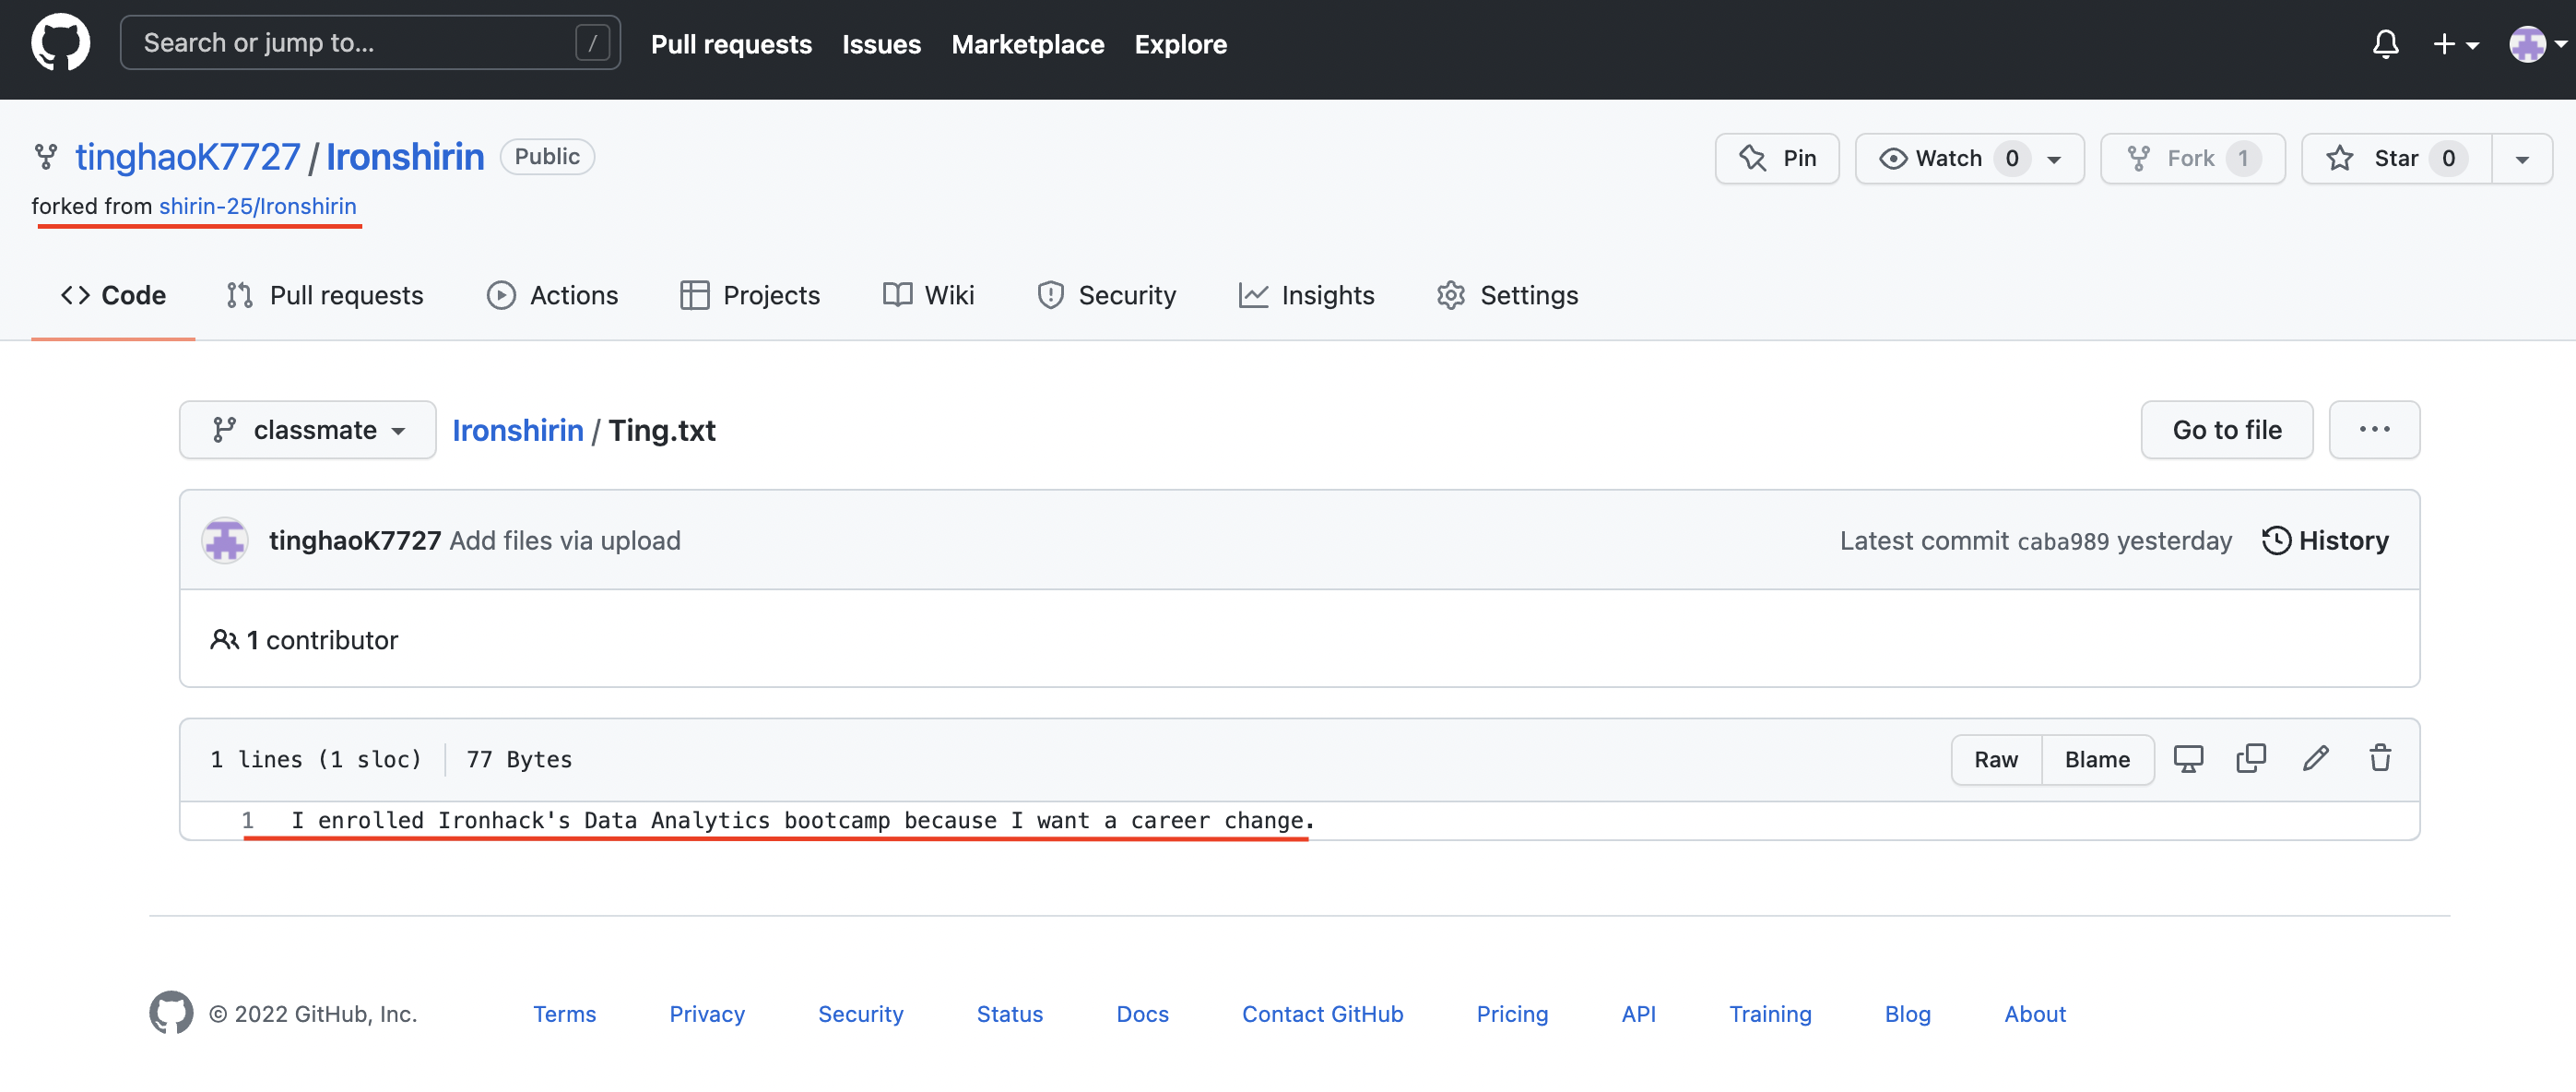 Search or jump to... /
Pull requests Issues Marketplace Explore
tinghaoK7727 / Ironshirin Public
Pin Watch 0 Fork 1 Star 0
forked from shirin-25/Ironshirin
Code Pull requests Actions Projects Wiki Security Insights Settings
classmate Ironshirin / Ting.txt
Go to file ...
tinghaoK7727 Add files via upload
Latest commit caba989 yesterday History
1 contributor
1 lines (1 sloc) 77 Bytes
Raw Blame
1 I enrolled Ironhack's Data Analytics bootcamp because I want a career change.
© 2022 GitHub, Inc. Terms Privacy Security Status Docs Contact GitHub Pricing API Training Blog About